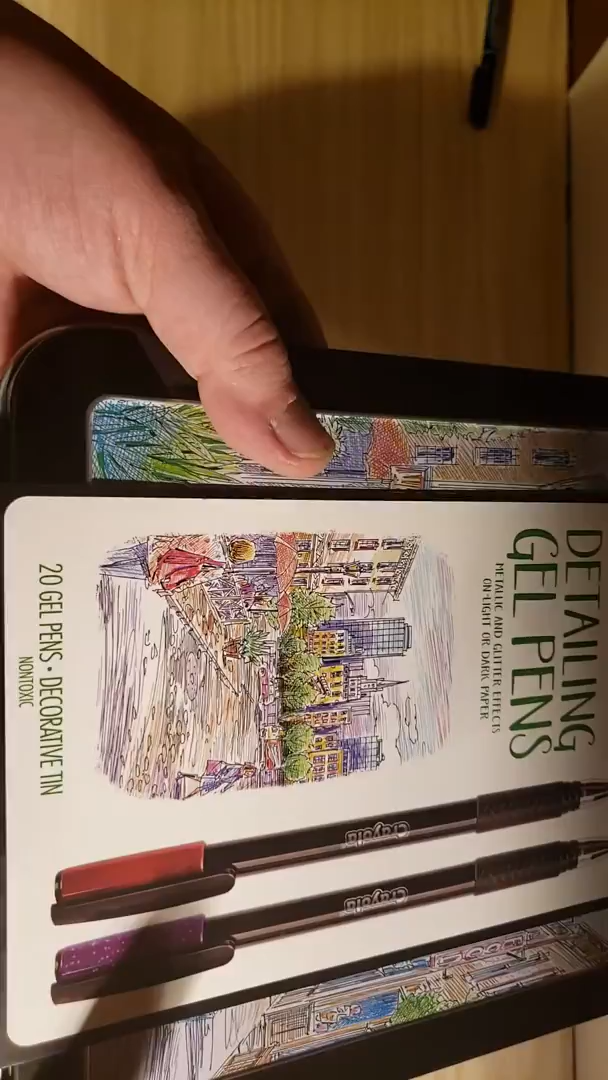 DETAILING
GEL PENS
METALLIC AND GLITTER EFFECTS
ON LIGHT OR DARK PAPER
20 GEL PENS • DECORATIVE TIN
NONTOXIC
Crayola
Crayola